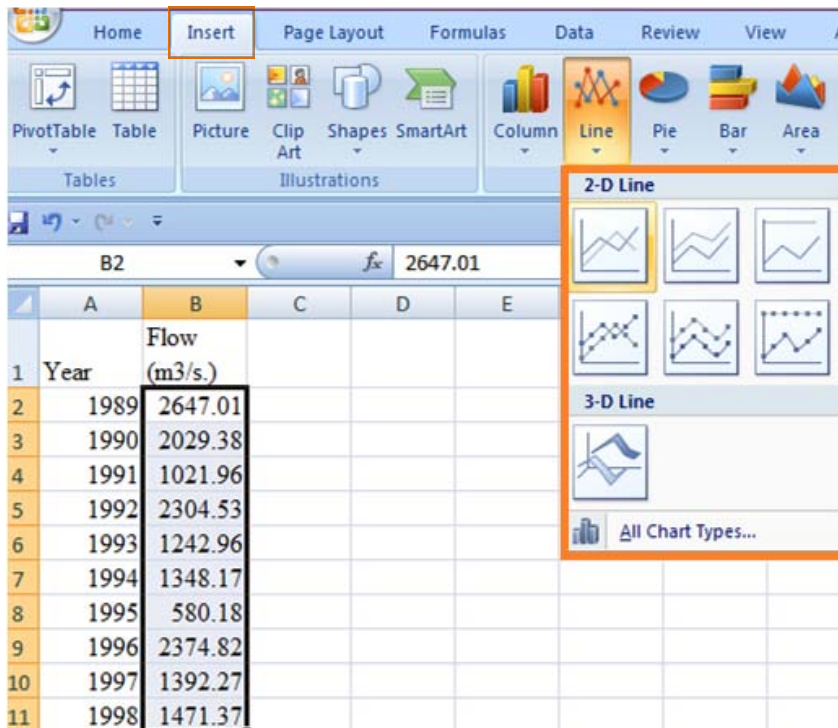 Home Insert Page Layout Formulas Data Review View
PivotTable Table Picture Clip Art Shapes SmartArt Column Line Pie Bar Area
Tables Illustrations
2-D Line
B2 fx 2647.01
A B C D E
1 Year Flow (m3/s.)
2 1989 2647.01
3 1990 2029.38
3-D Line
4 1991 1021.96
5 1992 2304.53
All Chart Types...
6 1993 1242.96
7 1994 1348.17
8 1995 580.18
9 1996 2374.82
10 1997 1392.27
11 1998 1471.37